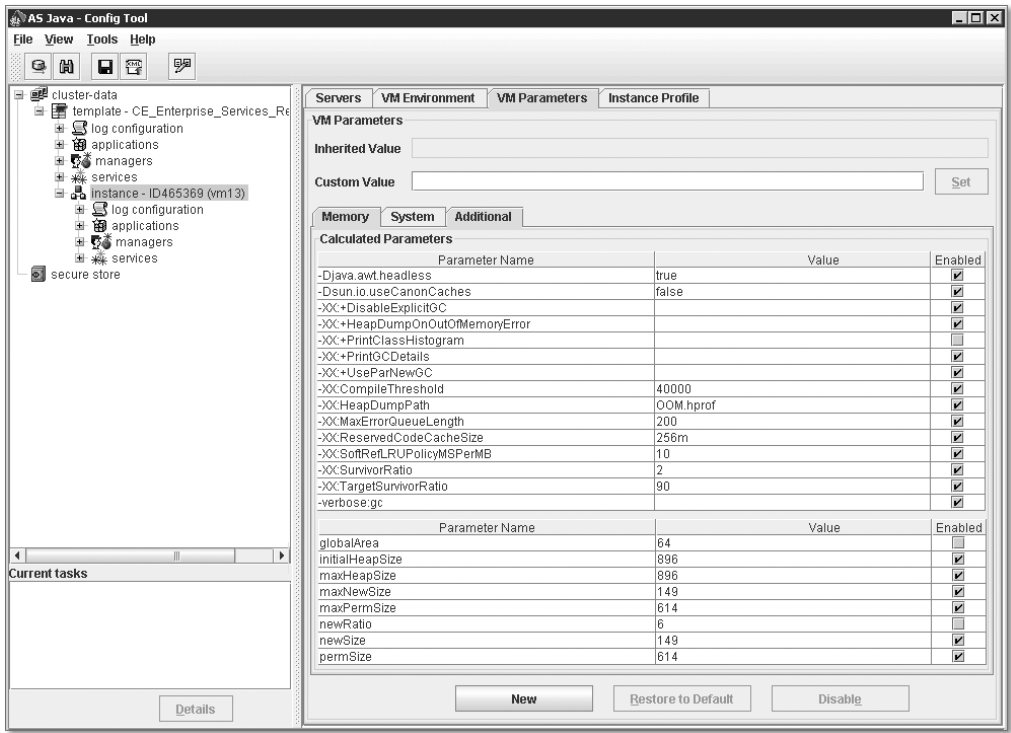 AS Java - Config Tool
File View Tools Help
cluster-data
template - CE_Enterprise_Services_Re
log configuration
applications
managers
services
instance - ID465369 (vm13)
log configuration
applications
managers
services
secure store
Current tasks
Details
Servers VM Environment VM Parameters Instance Profile
VM Parameters
Inherited Value
Custom Value Set
Memory System Additional
Calculated Parameters
Parameter Name Value Enabled
-Djava.awt.headless true
-Dsun.io.useCanonCaches false
-XX:+DisableExplicitGC
-XX:+HeapDumpOnOutOfMemoryError
-XX:+PrintClassHistogram
-XX:+PrintGCDetails
-XX:+UseParNewGC
-XX:CompileThreshold 40000
-XX:HeapDumpPath OOM.hprof
-XX:MaxErrorQueueLength 200
-XX:ReservedCodeCacheSize 256m
-XX:SoftRefLRUPolicyMSPerMB 10
-XX:SurvivorRatio 2
-XX:TargetSurvivorRatio 90
-verbose:gc
Parameter Name Value Enabled
globalArea 64
initialHeapSize 896
maxHeapSize 896
maxNewSize 149
maxPermSize 614
newRatio 6
newSize 149
permSize 614
New Restore to Default Disable